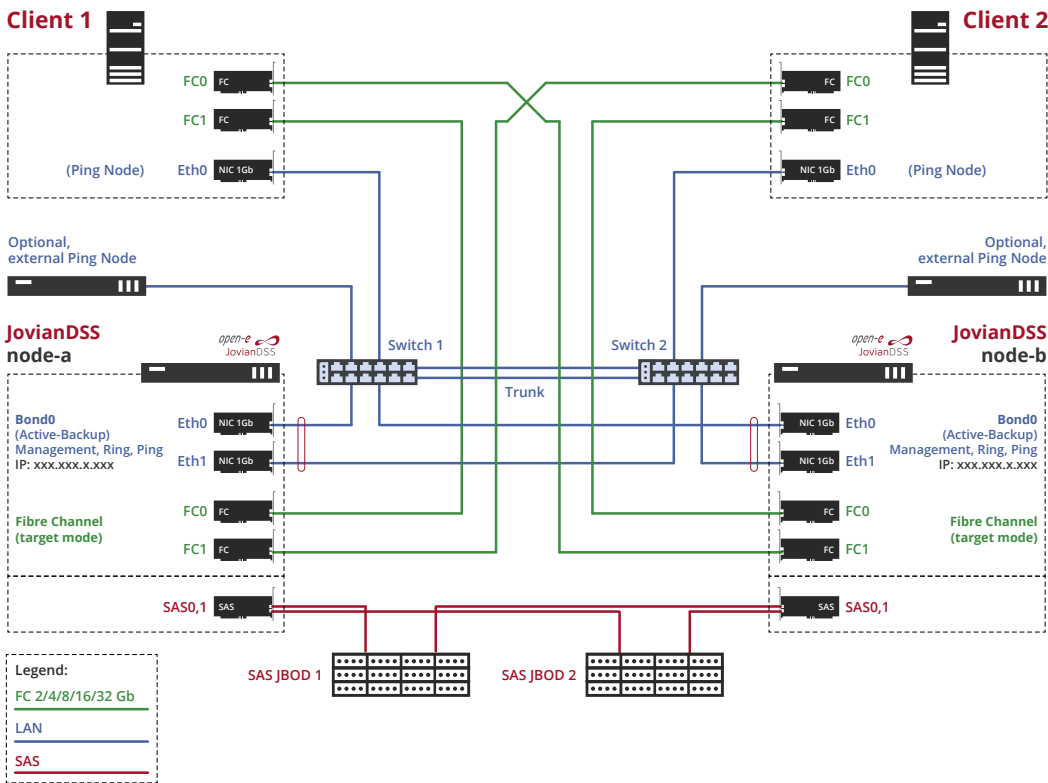 Client 1
Client 2
FC0
FC
FC
FC0
FC1
FC
FC
FC1
(Ping Node)
Eth0
NIC 1Gb
NIC 1Gb
Eth0
(Ping Node)
Optional,
external Ping Node
Optional,
external Ping Node
JovianDSS
node-a
open-e
JovianDSS
Switch 1
Switch 2
Trunk
open-e
JovianDSS
JovianDSS
node-b
Bond0
(Active-Backup)
Management, Ring, Ping
IP: xxx.xxx.x.xxx
Eth0
NIC 1Gb
Eth1
NIC 1Gb
NIC 1Gb
Eth0
NIC 1Gb
Eth1
Bond0
(Active-Backup)
Management, Ring, Ping
IP: xxx.xxx.x.xxx
Fibre Channel
(target mode)
FC0
FC
FC1
FC
FC
FC0
FC
FC1
Fibre Channel
(target mode)
SAS0,1
SAS
SAS
SAS0,1
SAS JBOD 1
SAS JBOD 2
Legend:
FC 2/4/8/16/32 Gb
LAN
SAS